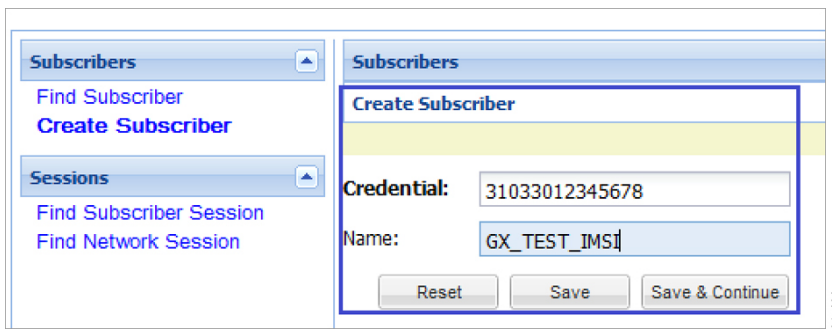 Subscribers
Find Subscriber
Create Subscriber
Sessions
Find Subscriber Session
Find Network Session
Subscribers
Create Subscriber
Credential: 31033012345678
Name: GX_TEST_IMSI
Reset Save Save & Continue